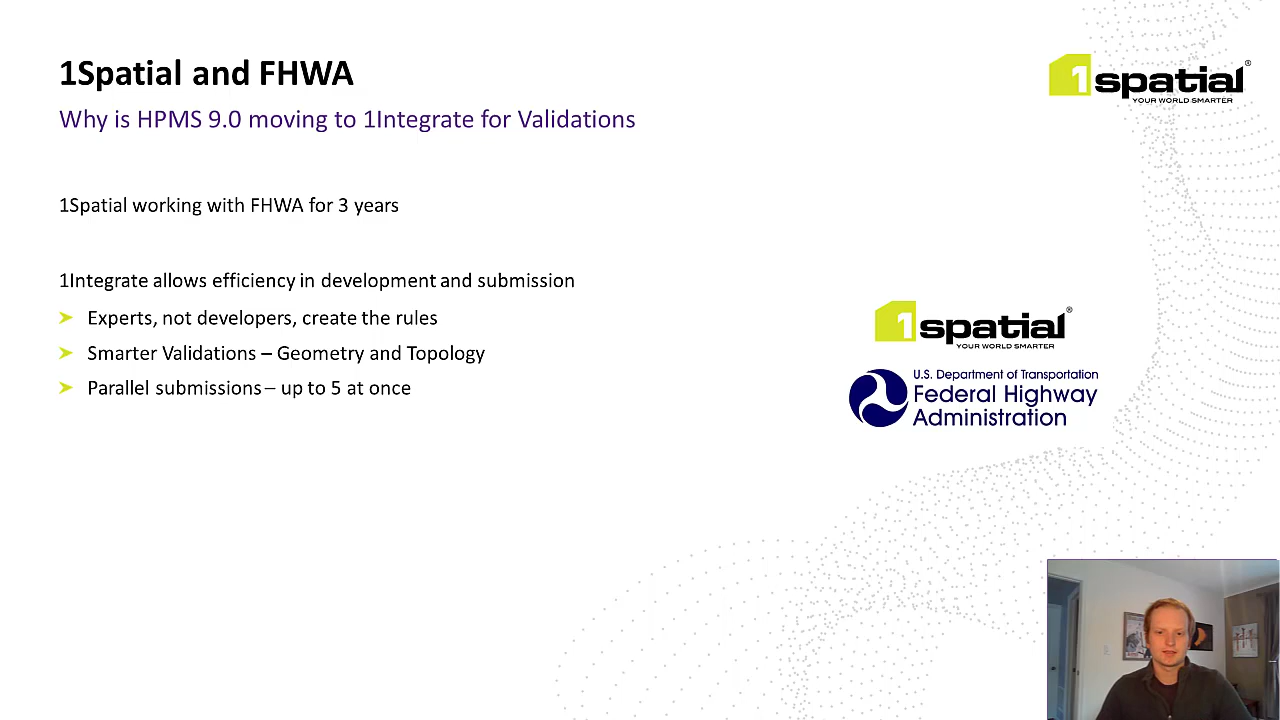 1Spatial and FHWA
Why is HPMS 9.0 moving to 1Integrate for Validations
1spatial®
YOUR WORLD SMARTER
1Spatial working with FHWA for 3 years
1Integrate allows efficiency in development and submission
Experts, not developers, create the rules
Smarter Validations – Geometry and Topology
Parallel submissions – up to 5 at once
1spatial®
YOUR WORLD SMARTER
U.S. Department of Transportation
Federal Highway
Administration